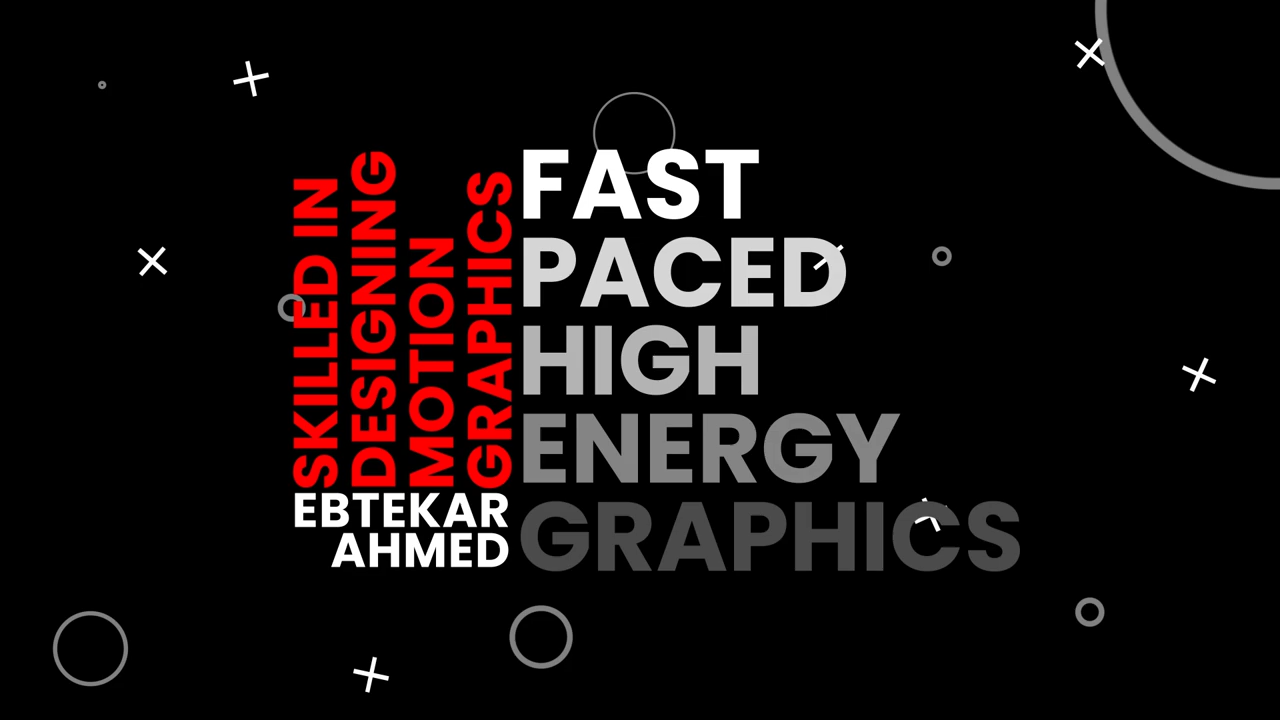 SKILLED IN
DESIGNING
MOTION
GRAPHICS
EBTEKAR
AHMED
FAST
PACED
HIGH
ENERGY
GRAPHICS